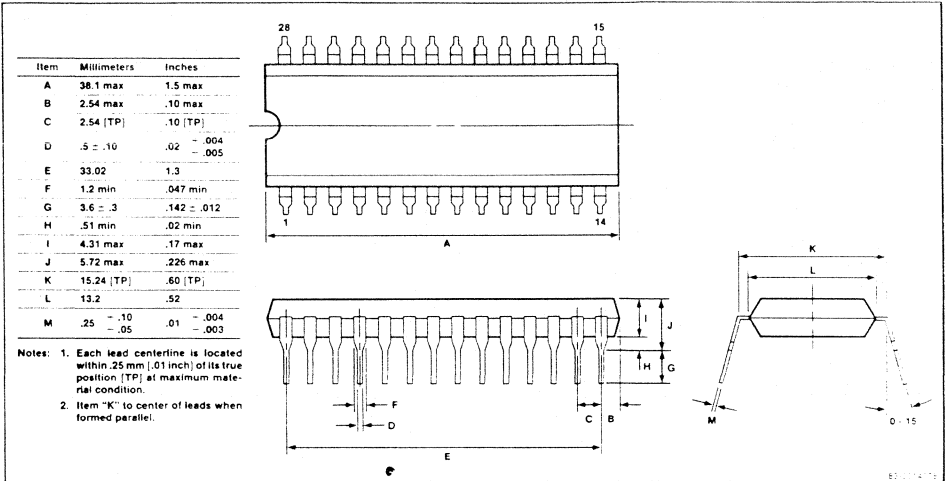 Item Millimeters Inches
A 38.1 max 1.5 max
B 2.54 max .10 max
C 2.54 [TP] .10 [TP]
D .5 ± .10 .02 - .004 - .005
E 33.02 1.3
F 1.2 min .047 min
G 3.6 ± .3 .142 ± .012
H .51 min .02 min
I 4.31 max .17 max
J 5.72 max .226 max
K 15.24 [TP] .60 [TP]
L 13.2 .52
M .25 - .10 - .05 .01 - .004 - .003
Notes: 1. Each lead centerline is located
within .25 mm [.01 inch] of its true
position [TP] at maximum mate-
rial condition.
2. Item "K" to center of leads when
formed parallel.
28 15
1 14
A
K
L
I
J
H
G
F
D
C
B
E
M
0 - 15